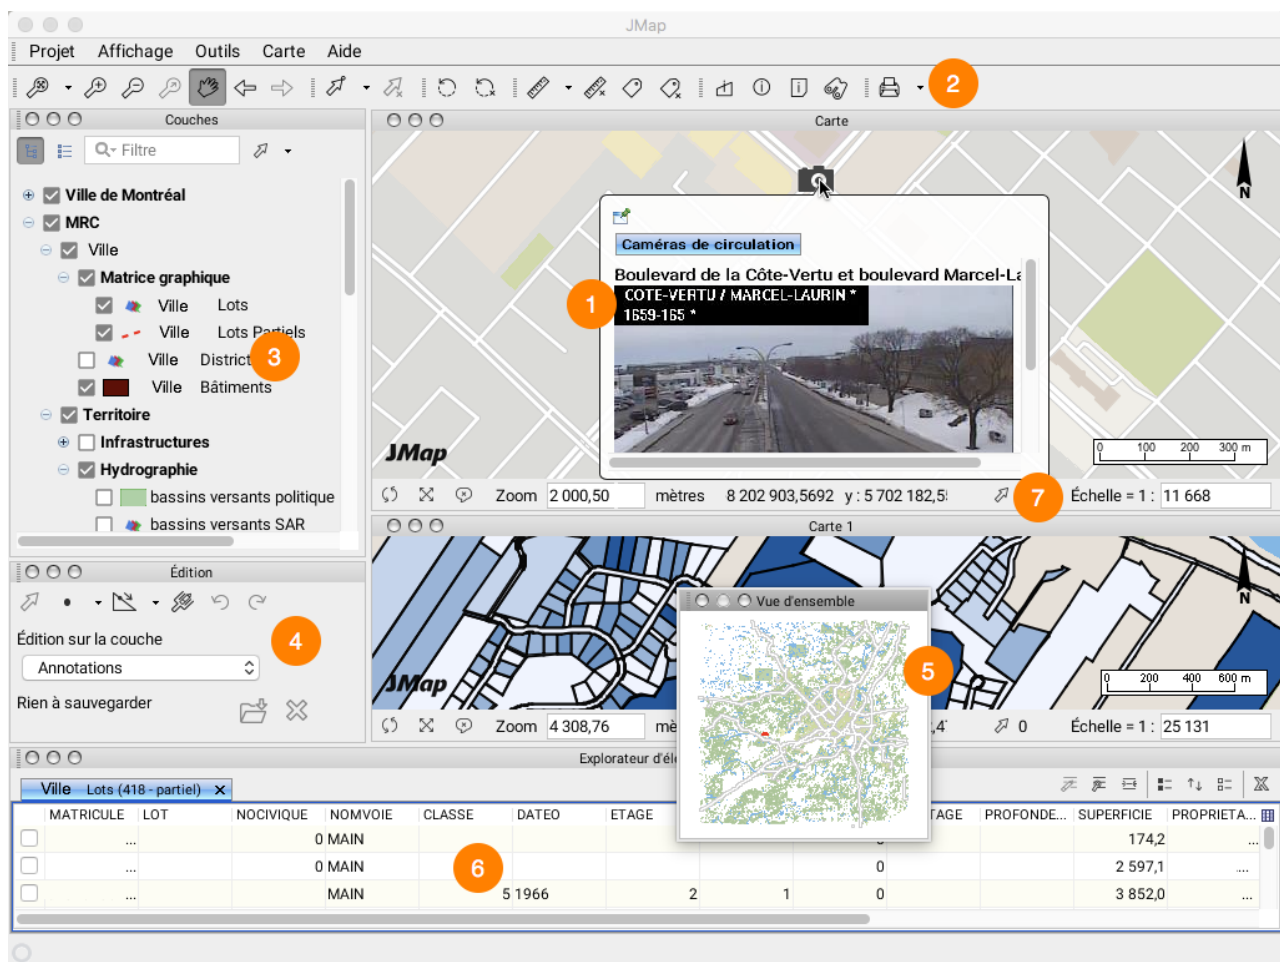 JMap
Projet Affichage Outils Carte Aide
2
Couches
Filtre
Ville de Montréal
MRC
Ville
Matrice graphique
Ville Lots
Ville Lots Partiels
3
Ville District
Ville Bâtiments
Territoire
Infrastructures
Hydrographie
bassins versants politique
bassins versants SAR
Carte
N
Caméras de circulation
Boulevard de la Côte-Vertu et boulevard Marcel-La
1
COTE-VERTU / MARCEL-LAURIN *
1659-165 *
JMap
0 100 200 300 m
Zoom 2 000,50 mètres 8 202 903,5692 y : 5 702 182,5
7
Échelle = 1 : 11 668
Carte 1
N
JMap
0 200 400 600 m
Zoom 4 308,76 mè ,4 0 Échelle = 1 : 25 131
Édition
Édition sur la couche
4
Annotations
Rien à sauvegarder
Vue d'ensemble
5
Explorateur d'élé
Ville Lots (418 - partiel)
MATRICULE LOT NOCIVIQUE NOMVOIE CLASSE DATEO ETAGE TAGE PROFONDE... SUPERFICIE PROPRIETA...
... 0 MAIN 0 174,2 ...
... 0 MAIN 0 2 597,1 ....
6
... MAIN 5 1966 2 1 0 3 852,0 ...